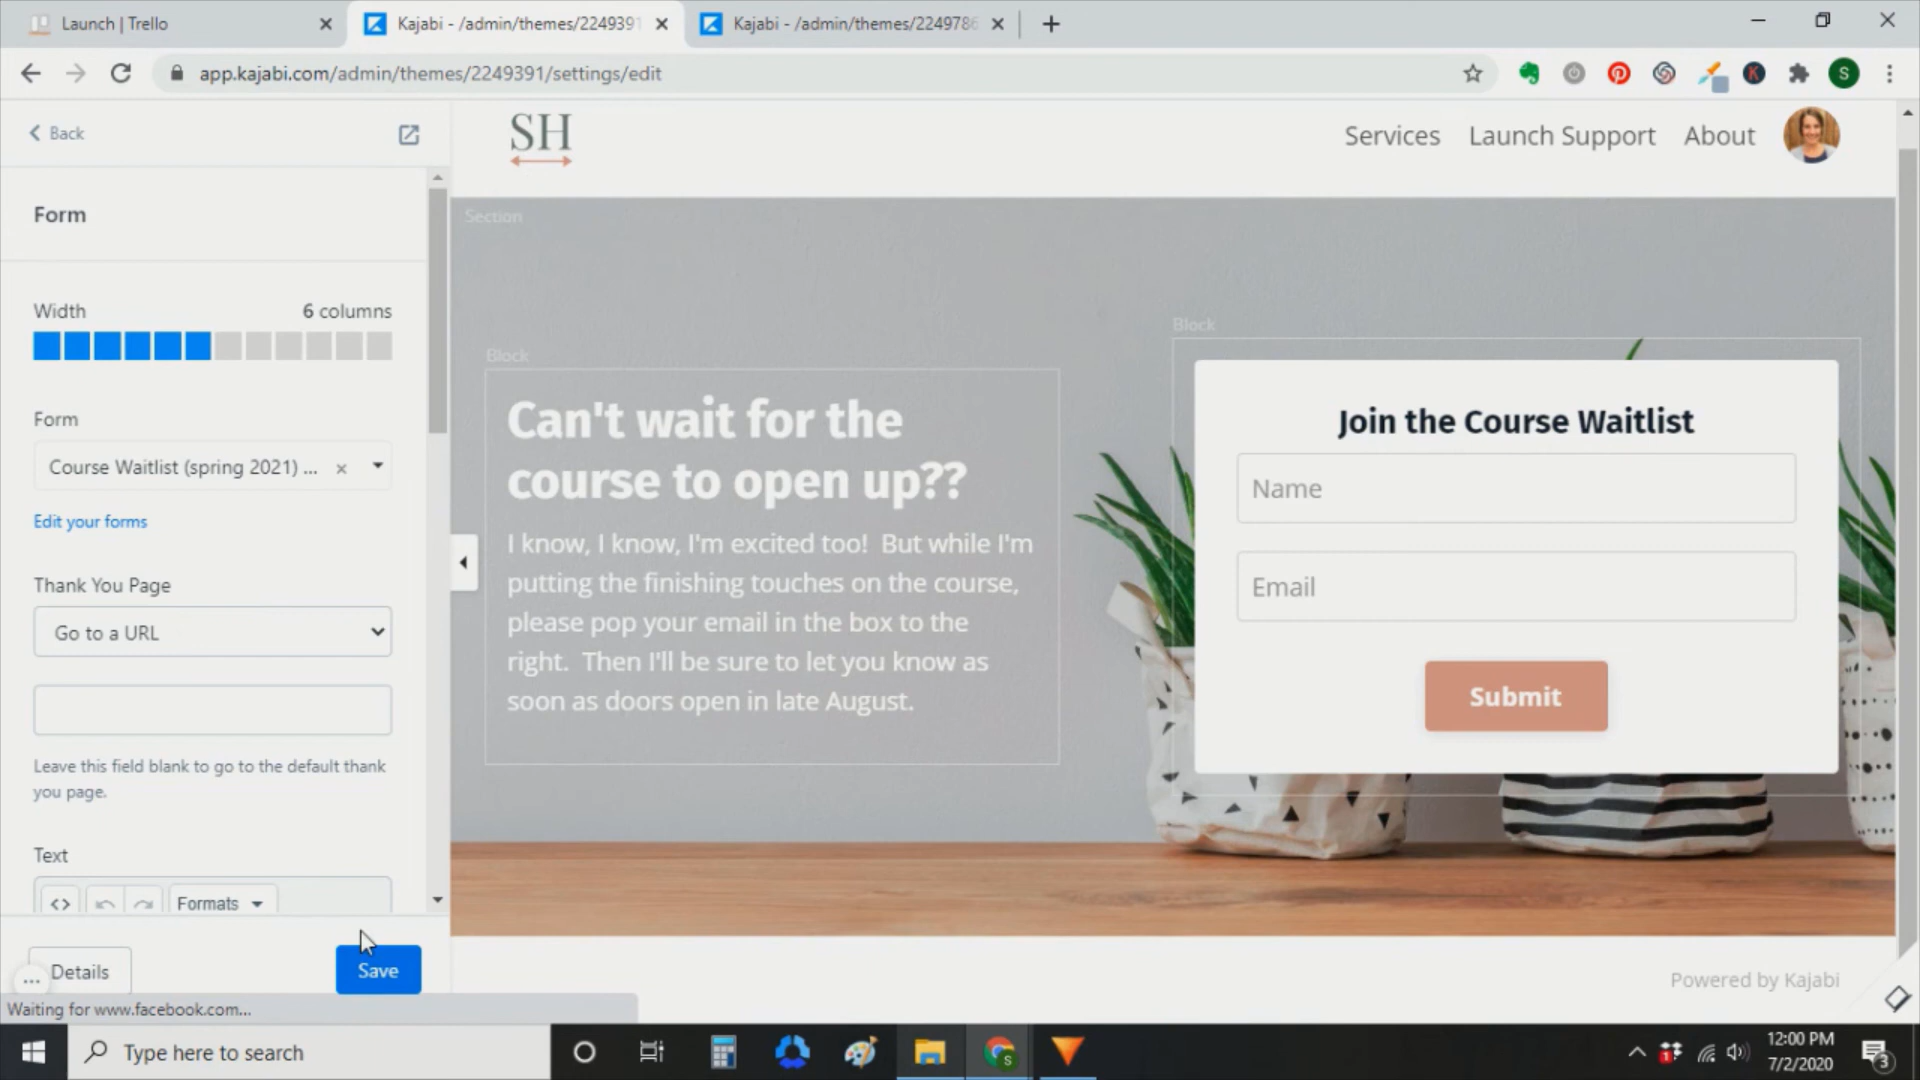 Launch | Trello
Kajabi - /admin/themes/2249391
Kajabi - /admin/themes/2249786
app.kajabi.com/admin/themes/2249391/settings/edit
K
S
Back
SH
Services
Launch Support
About
Form
Section
Width
6 columns
Block
Block
Can't wait for the
course to open up??
Join the Course Waitlist
Form
Course Waitlist (spring 2021) ...
Name
Edit your forms
I know, I know, I'm excited too!  But while I'm
putting the finishing touches on the course,
please pop your email in the box to the
right.  Then I'll be sure to let you know as
soon as doors open in late August.
Email
Thank You Page
Go to a URL
Submit
Leave this field blank to go to the default thank
you page.
Text
Formats
... Details
Save
Powered by Kajabi
Waiting for www.facebook.com...
Type here to search
S
1
12:00 PM
7/2/2020
3